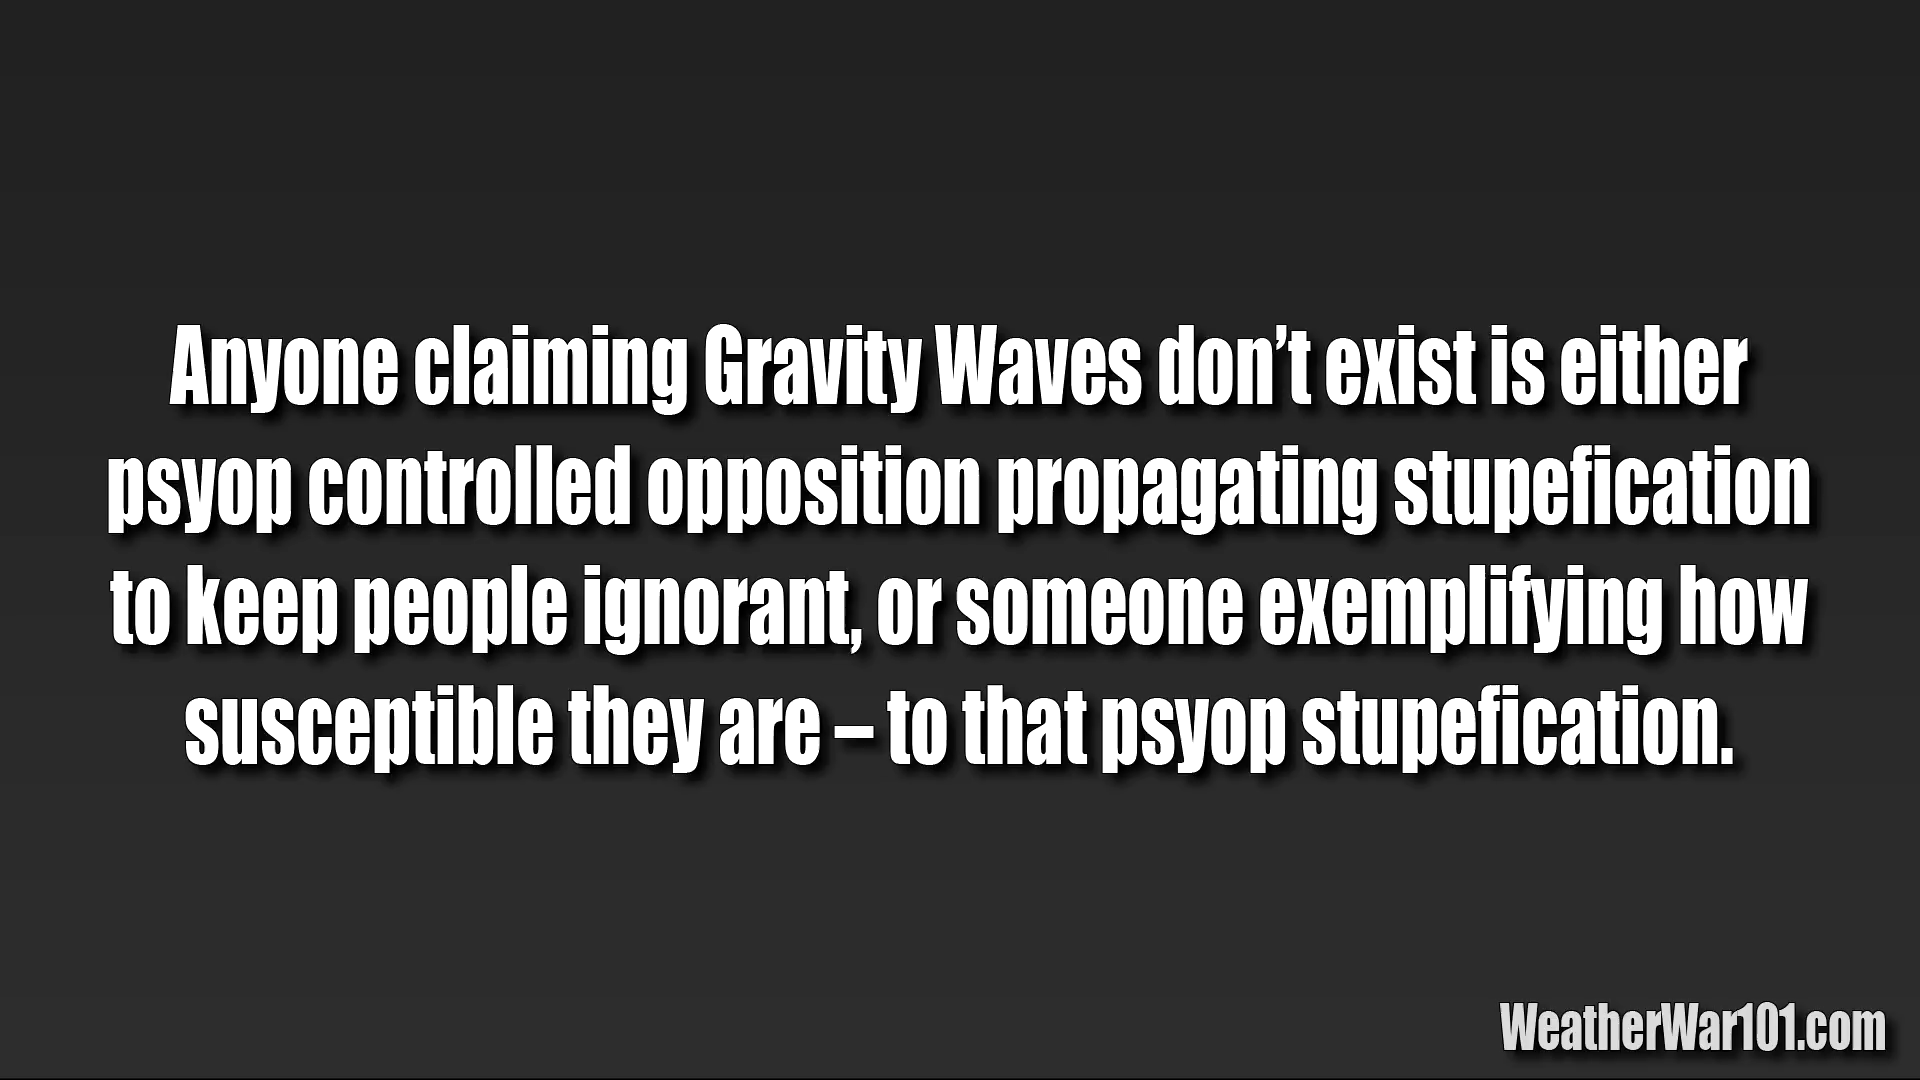 Anyone claiming Gravity Waves don’t exist is either
psyop controlled opposition propagating stupefication
to keep people ignorant, or someone exemplifying how
susceptible they are – to that psyop stupefication.
WeatherWar101.com